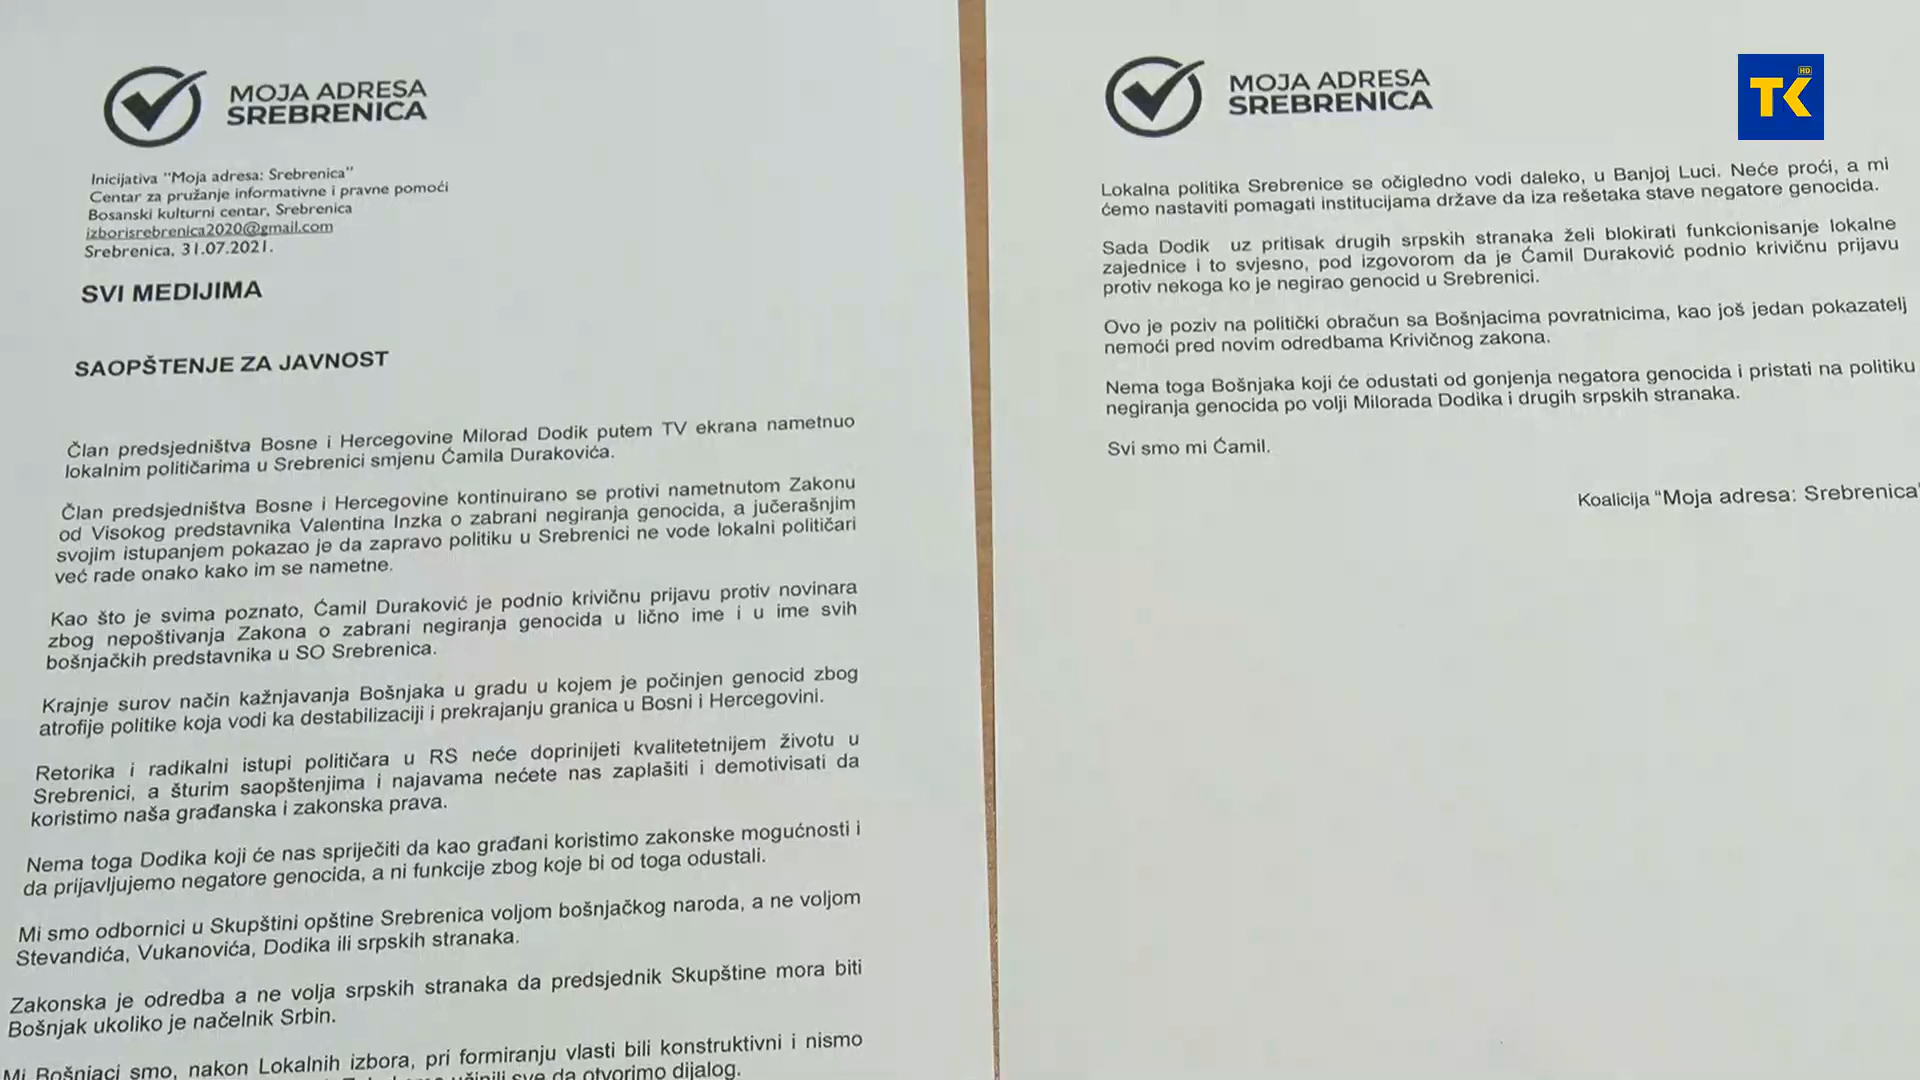 MOJA ADRESA
SREBRENICA
Inicijativa "Moja adresa: Srebrenica"
Centar za pružanje informativne i pravne pomoći
Bosanski kulturni centar, Srebrenica
izborisrebrenica2020@gmail.com
Srebrenica, 31.07.2021.
SVI MEDIJIMA
SAOPŠTENJE ZA JAVNOST
Član predsjedništva Bosne i Hercegovine Milorad Dodik putem TV ekrana nametnuo
lokalnim političarima u Srebrenici smjenu Ćamila Durakovića.
Član predsjedništva Bosne i Hercegovine kontinuirano se protivi nametnutom Zakonu
od Visokog predstavnika Valentina Inzka o zabrani negiranja genocida, a jučerašnjim
svojim istupanjem pokazao je da zapravo politiku u Srebrenici ne vode lokalni političari
već rade onako kako im se nametne.
Kao što je svima poznato, Ćamil Duraković je podnio krivičnu prijavu protiv novinara
zbog nepoštivanja Zakona o zabrani negiranja genocida u lično ime i u ime svih
bošnjačkih predstavnika u SO Srebrenica.
Krajnje surov način kažnjavanja Bošnjaka u gradu u kojem je počinjen genocid zbog
atrofije politike koja vodi ka destabilizaciji i prekrajanju granica u Bosni i Hercegovini.
Retorika i radikalni istupi političara u RS neće doprinijeti kvalitetetnijem životu u
Srebrenici, a šturim saopštenjima i najavama nećete nas zaplašiti i demotivisati da
koristimo naša građanska i zakonska prava.
Nema toga Dodika koji će nas spriječiti da kao građani koristimo zakonske mogućnosti i
da prijavljujemo negatore genocida, a ni funkcije zbog koje bi od toga odustali.
Mi smo odbornici u Skupštini opštine Srebrenica voljom bošnjačkog naroda, a ne voljom
Stevandića, Vukanovića, Dodika ili srpskih stranaka.
Zakonska je odredba a ne volja srpskih stranaka da predsjednik Skupštine mora biti
Bošnjak ukoliko je načelnik Srbin.
Mi Bošnjaci smo, nakon Lokalnih izbora, pri formiranju vlasti bili konstruktivni i nismo
učinili sve da otvorimo dijalog.
MOJA ADRESA
SREBRENICA
Lokalna politika Srebrenice se očigledno vodi daleko, u Banjoj Luci. Neće proći, a mi
ćemo nastaviti pomagati institucijama države da iza rešetaka stave negatore genocida.
Sada Dodik uz pritisak drugih srpskih stranaka želi blokirati funkcionisanje lokalne
zajednice i to svjesno, pod izgovorom da je Ćamil Duraković podnio krivičnu prijavu
protiv nekoga ko je negirao genocid u Srebrenici.
Ovo je poziv na politički obračun sa Bošnjacima povratnicima, kao još jedan pokazatelj
nemoći pred novim odredbama Krivičnog zakona.
Nema toga Bošnjaka koji će odustati od gonjenja negatora genocida i pristati na politiku
negiranja genocida po volji Milorada Dodika i drugih srpskih stranaka.
Svi smo mi Ćamil.
Koalicija "Moja adresa: Srebrenica"
TK HD